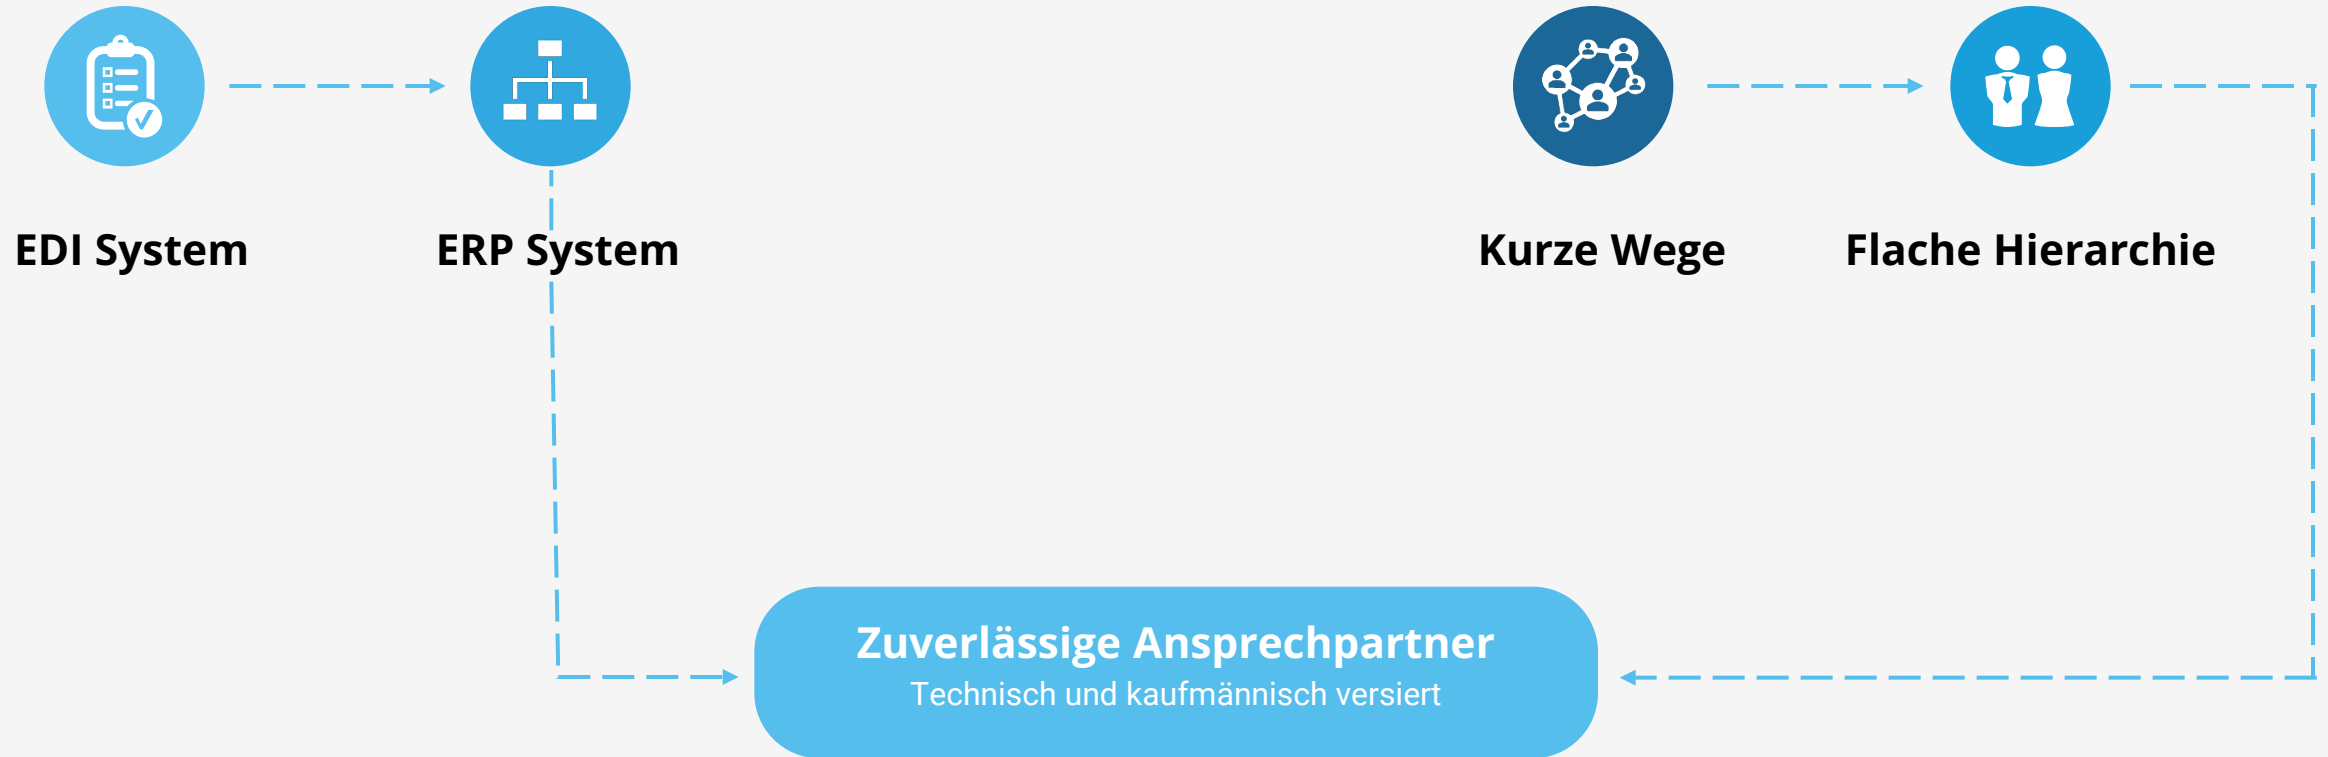 EDI System
ERP System
Kurze Wege
Flache Hierarchie
Zuverlässige Ansprechpartner
Technisch und kaufmännisch versiert